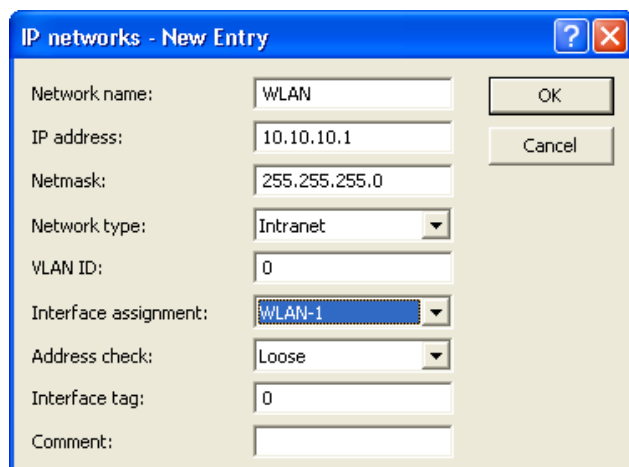 IP networks - New Entry
Network name: WLAN OK
IP address: 10.10.10.1 Cancel
Netmask: 255.255.255.0
Network type: Intranet
VLAN ID: 0
Interface assignment: WLAN-1
Address check: Loose
Interface tag: 0
Comment: